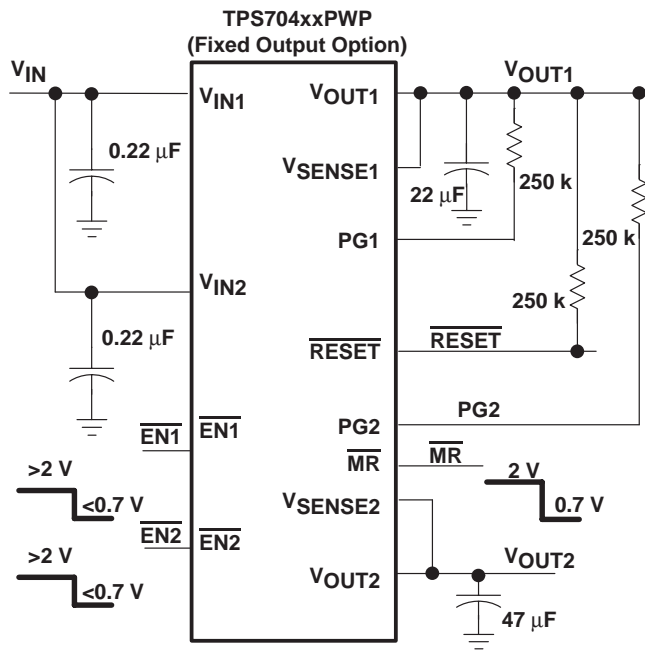 TPS704xxPWP
(Fixed Output Option)
VIN
VIN1
VOUT1
VOUT1
0.22 μF
VSENSE1
22 μF
250 k
PG1
250 k
VIN2
250 k
0.22 μF
RESET
RESET
PG2
PG2
EN1
EN1
MR
MR
>2 V
<0.7 V
2 V
0.7 V
VSENSE2
EN2
EN2
>2 V
<0.7 V
VOUT2
VOUT2
47 μF